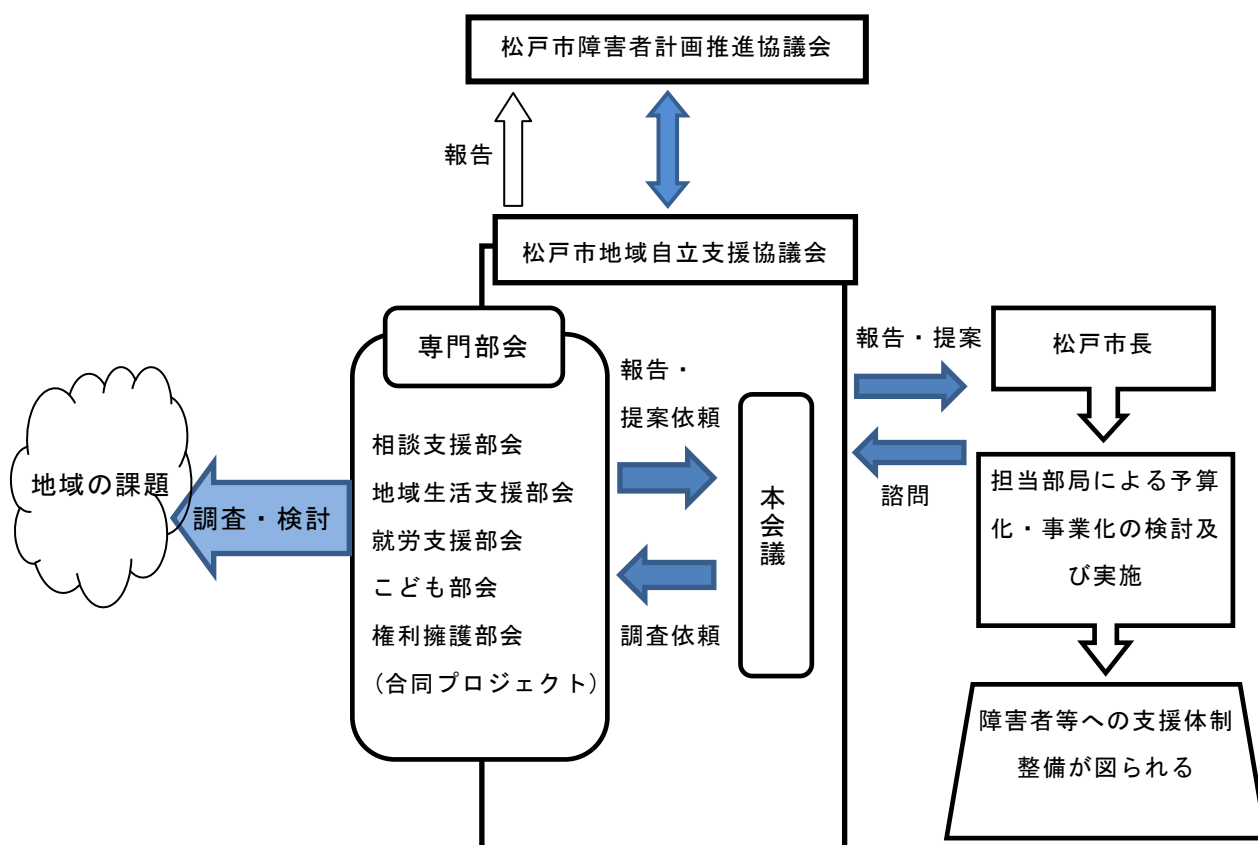 松戸市障害者計画推進協議会
報告
松戸市地域自立支援協議会
専門部会
相談支援部会
地域生活支援部会
就労支援部会
こども部会
権利擁護部会
(合同プロジェクト)
地域の課題
調査・検討
報告・
提案依頼
調査依頼
本会議
報告・提案
諮問
松戸市長
担当部局による予算
化・事業化の検討及
び実施
障害者等への支援体制
整備が図られる